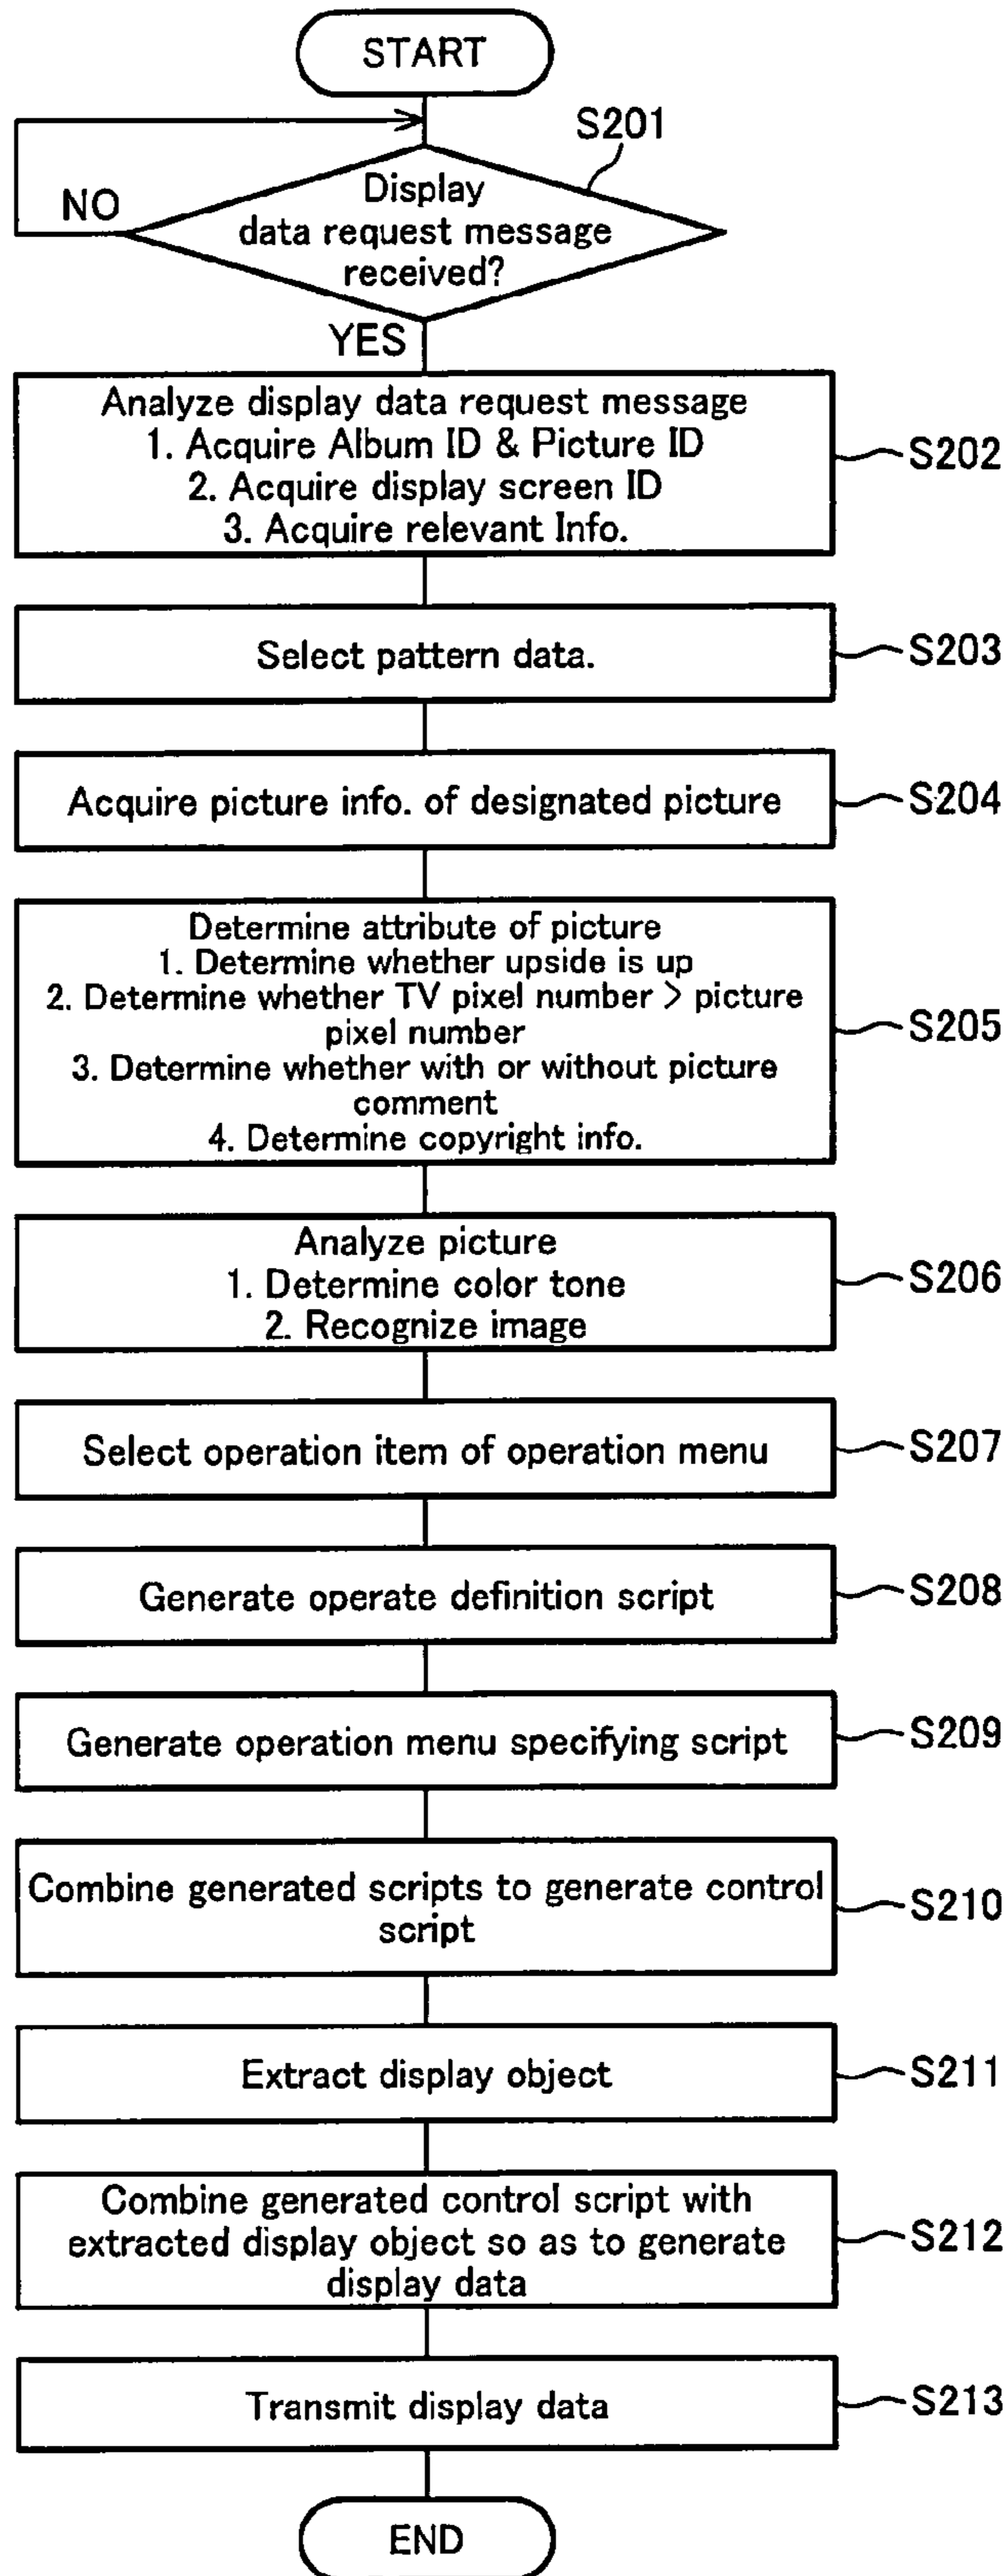 START
S201
Display
data request message
received?
NO
YES
Analyze display data request message
1. Acquire Album ID & Picture ID
2. Acquire display screen ID
3. Acquire relevant Info.
S202
Select pattern data.
S203
Acquire picture info. of designated picture
S204
Determine attribute of picture
1. Determine whether upside is up
2. Determine whether TV pixel number > picture
pixel number
3. Determine whether with or without picture
comment
4. Determine copyright info.
S205
Analyze picture
1. Determine color tone
2. Recognize image
S206
Select operation item of operation menu
S207
Generate operate definition script
S208
Generate operation menu specifying script
S209
Combine generated scripts to generate control
script
S210
Extract display object
S211
Combine generated control script with
extracted display object so as to generate
display data
S212
Transmit display data
S213
END